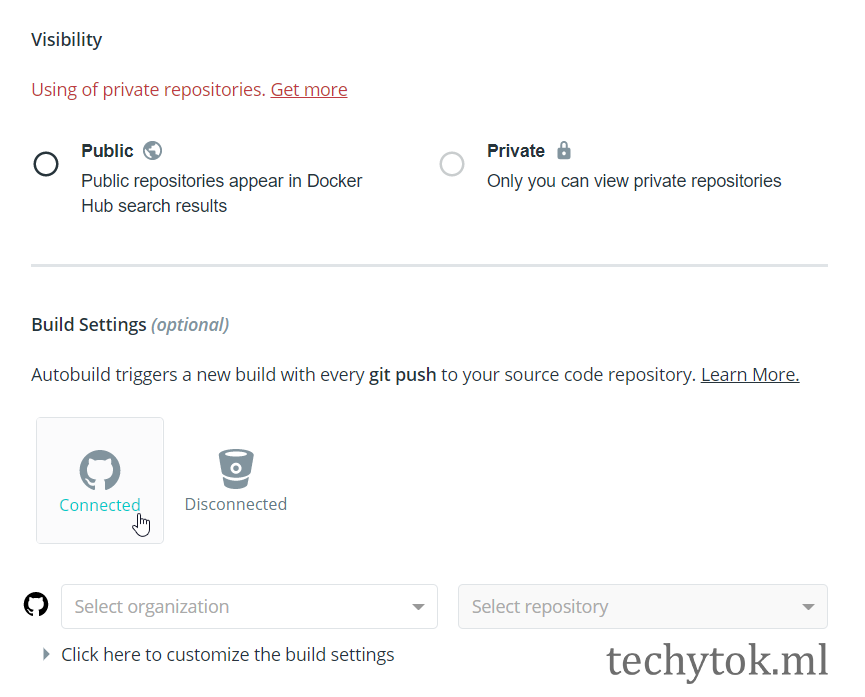 Visibility
Using of private repositories. Get more
Public
Private
Public repositories appear in Docker
Hub search results
Only you can view private repositories
Build Settings (optional)
Autobuild triggers a new build with every git push to your source code repository. Learn More.
Connected
Disconnected
Select organization
Select repository
Click here to customize the build settings
techytok.ml